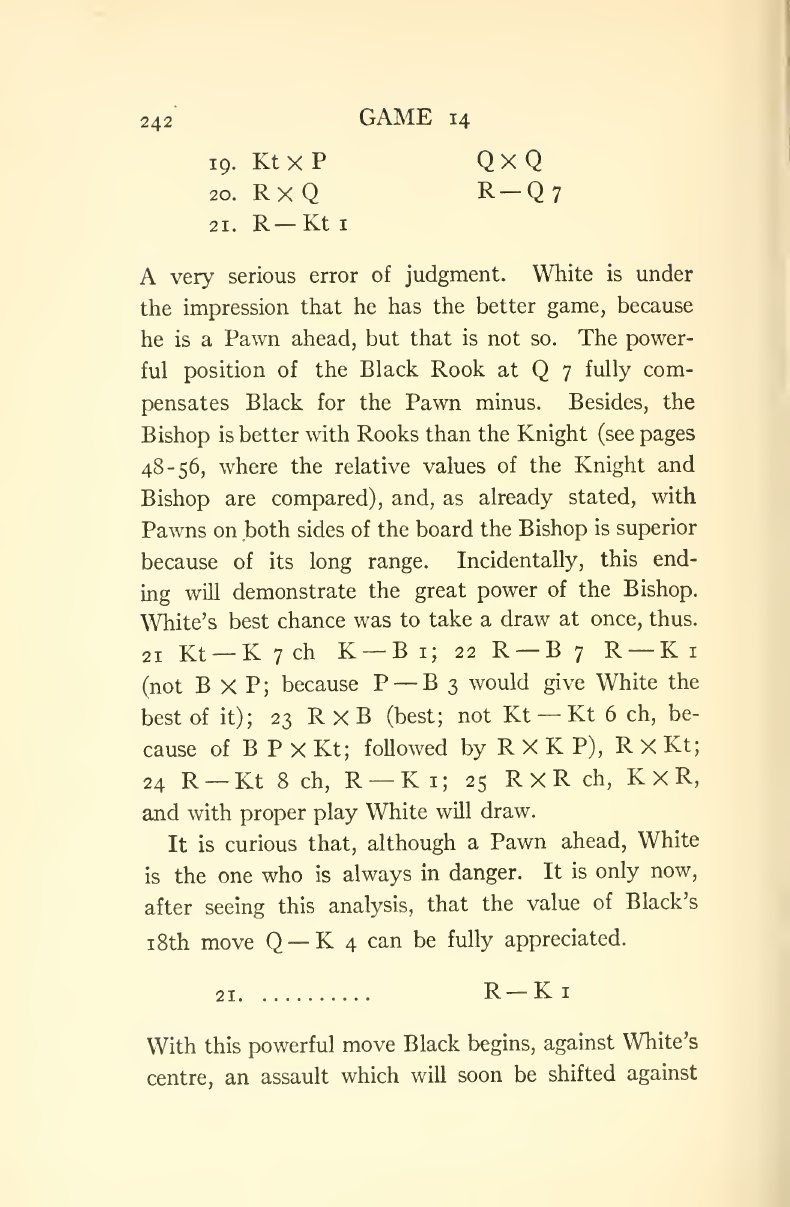 242 GAME 14
19. Kt × P Q × Q
20. R × Q R — Q 7
21. R — Kt 1
A very serious error of judgment. White is under
the impression that he has the better game, because
he is a Pawn ahead, but that is not so. The power-
ful position of the Black Rook at Q 7 fully com-
pensates Black for the Pawn minus. Besides, the
Bishop is better with Rooks than the Knight (see pages
48-56, where the relative values of the Knight and
Bishop are compared), and, as already stated, with
Pawns on both sides of the board the Bishop is superior
because of its long range. Incidentally, this end-
ing will demonstrate the great power of the Bishop.
White's best chance was to take a draw at once, thus.
21 Kt — K 7 ch K — B 1; 22 R — B 7 R — K 1
(not B × P; because P — B 3 would give White the
best of it); 23 R × B (best; not Kt — Kt 6 ch, be-
cause of B P × Kt; followed by R × K P), R × Kt;
24 R — Kt 8 ch, R — K 1; 25 R × R ch, K × R,
and with proper play White will draw.
It is curious that, although a Pawn ahead, White
is the one who is always in danger. It is only now,
after seeing this analysis, that the value of Black's
18th move Q — K 4 can be fully appreciated.
21. .......... R — K 1
With this powerful move Black begins, against White's
centre, an assault which will soon be shifted against